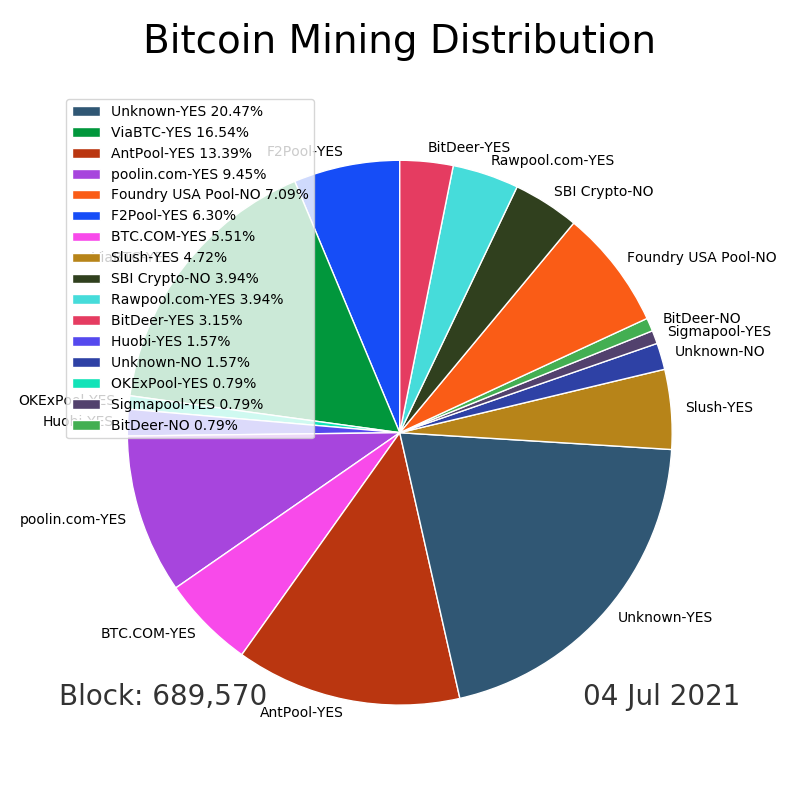 Bitcoin Mining Distribution
Unknown-YES 20.47%
ViaBTC-YES 16.54%
AntPool-YES 13.39%
poolin.com-YES 9.45%
Foundry USA Pool-NO 7.09%
F2Pool-YES 6.30%
BTC.COM-YES 5.51%
Slush-YES 4.72%
SBI Crypto-NO 3.94%
Rawpool.com-YES 3.94%
BitDeer-YES 3.15%
Huobi-YES 1.57%
Unknown-NO 1.57%
OKExPool-YES 0.79%
Sigmapool-YES 0.79%
BitDeer-NO 0.79%
F2Pool-YES
BitDeer-YES
Rawpool.com-YES
SBI Crypto-NO
Foundry USA Pool-NO
BitDeer-NO
Sigmapool-YES
Unknown-NO
Slush-YES
OKExPool-YES
Huobi-YES
poolin.com-YES
Unknown-YES
BTC.COM-YES
AntPool-YES
Block: 689,570
04 Jul 2021